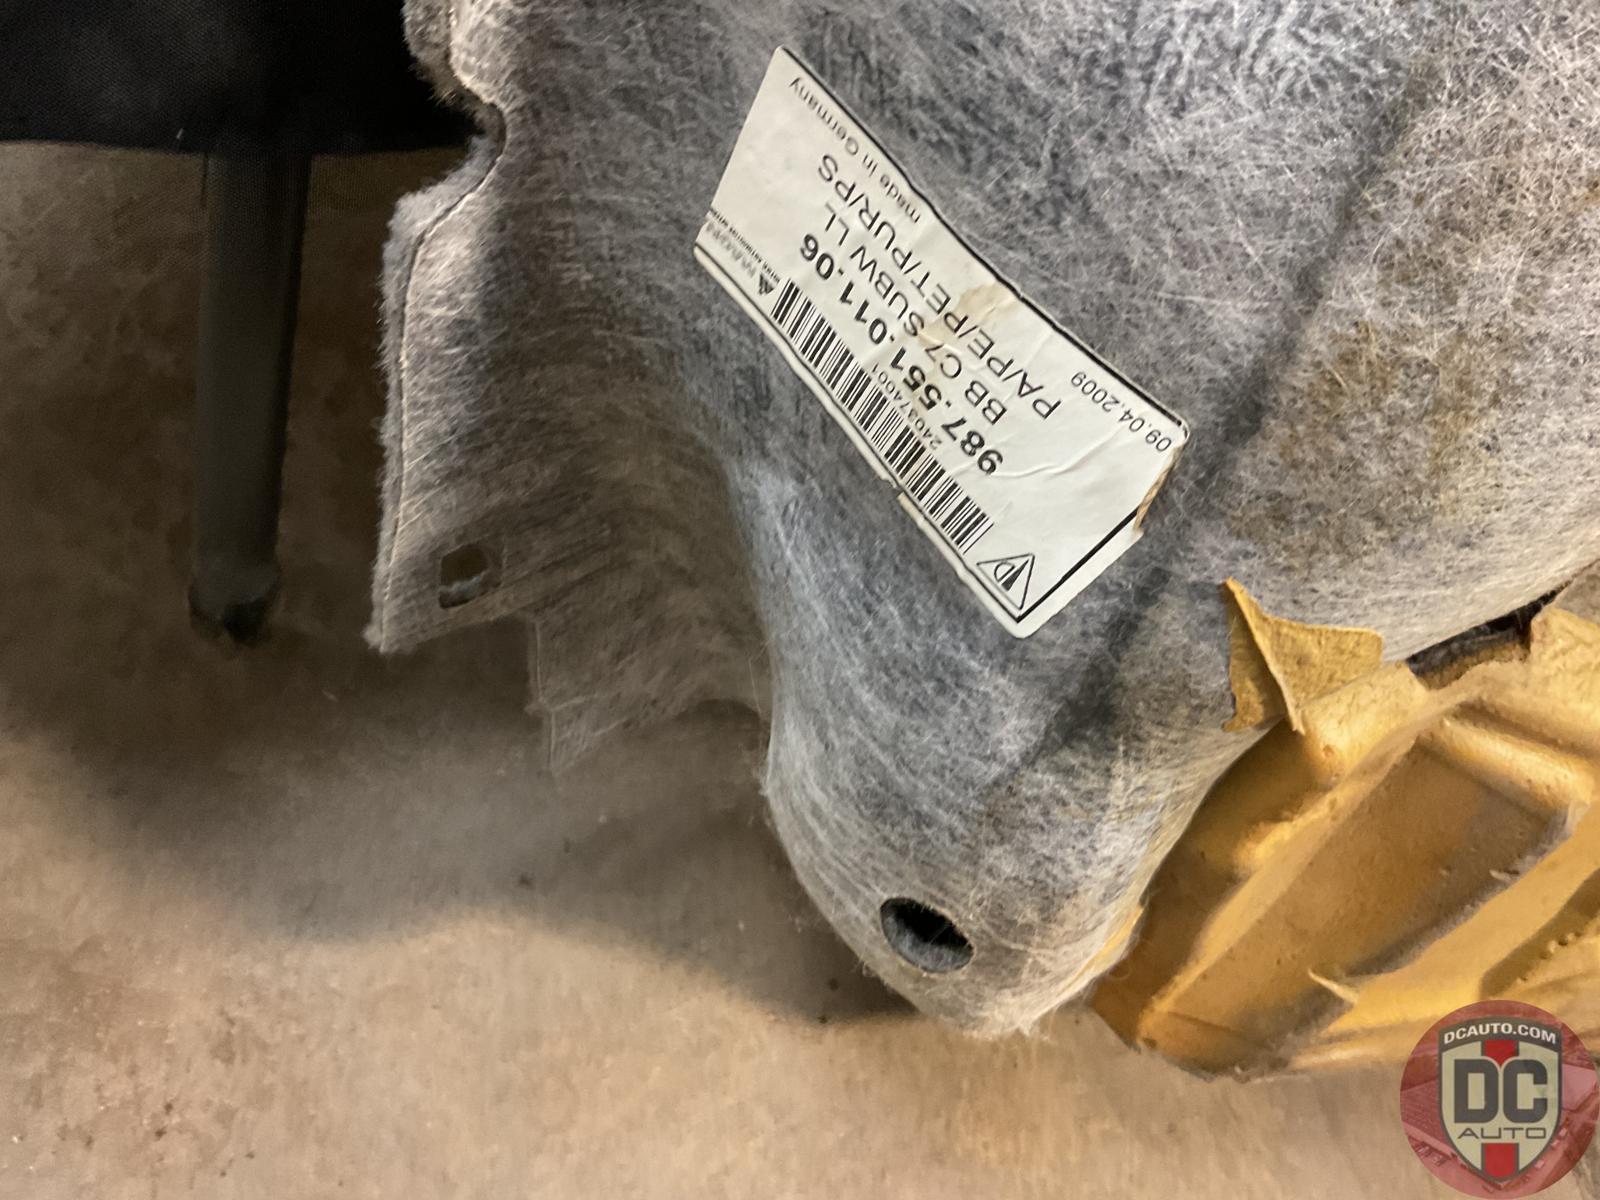 987.551.011.06
BB C7 SUBW LL
PA/PE/PET/PUR/PS
240374001
09.04.2009
made in Germany
DCAUTO.COM
DC
AUTO